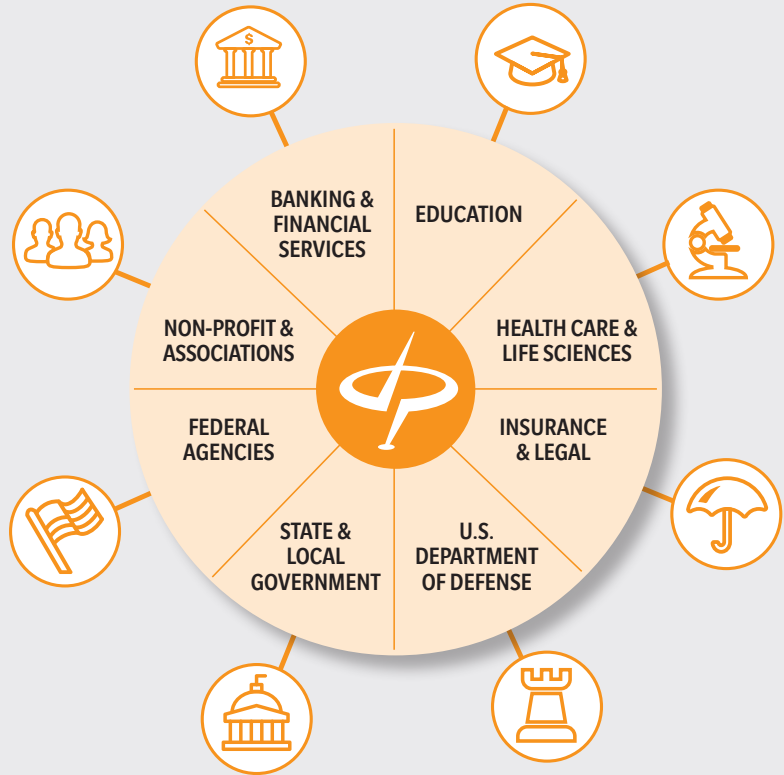 $
BANKING &
FINANCIAL
SERVICES
EDUCATION
HEALTH CARE &
LIFE SCIENCES
INSURANCE
& LEGAL
U.S.
DEPARTMENT
OF DEFENSE
STATE &
LOCAL
GOVERNMENT
FEDERAL
AGENCIES
NON-PROFIT &
ASSOCIATIONS